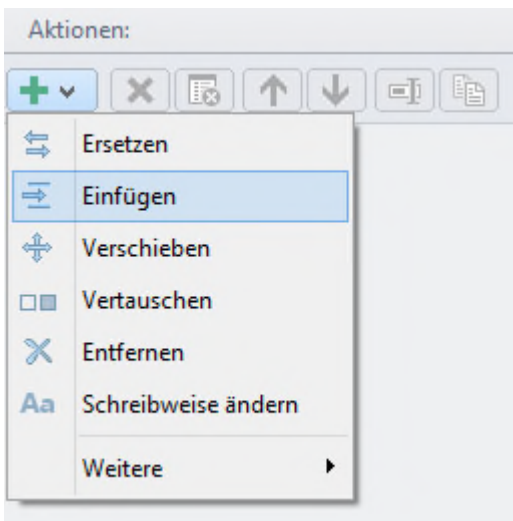 Aktionen:
Ersetzen
Einfügen
Verschieben
Vertauschen
Entfernen
Aa Schreibweise ändern
Weitere